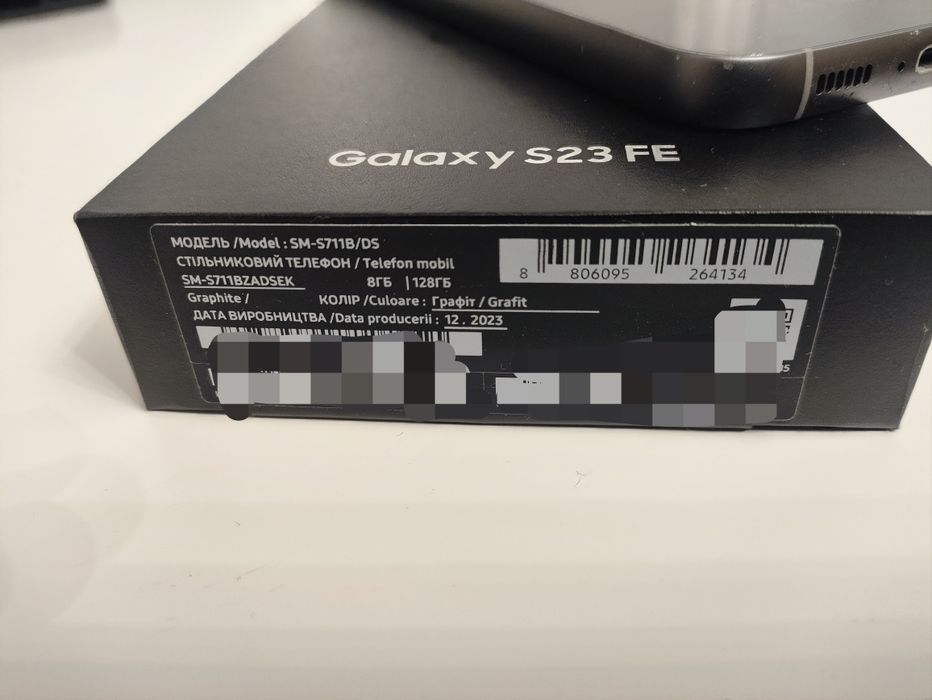 Galaxy S23 FE
МОДЕЛЬ /Model : SM-S711B/DS
СТІЛЬНИКОВИЙ ТЕЛЕФОН / Telefon mobil
SM-S711BZADSEK 8ГБ | 128ГБ
Graphite / КОЛІР /Culoare : Графіт / Grafit
ДАТА ВИРОБНИЦТВА /Data producerii : 12 . 2023
8 806095 264134